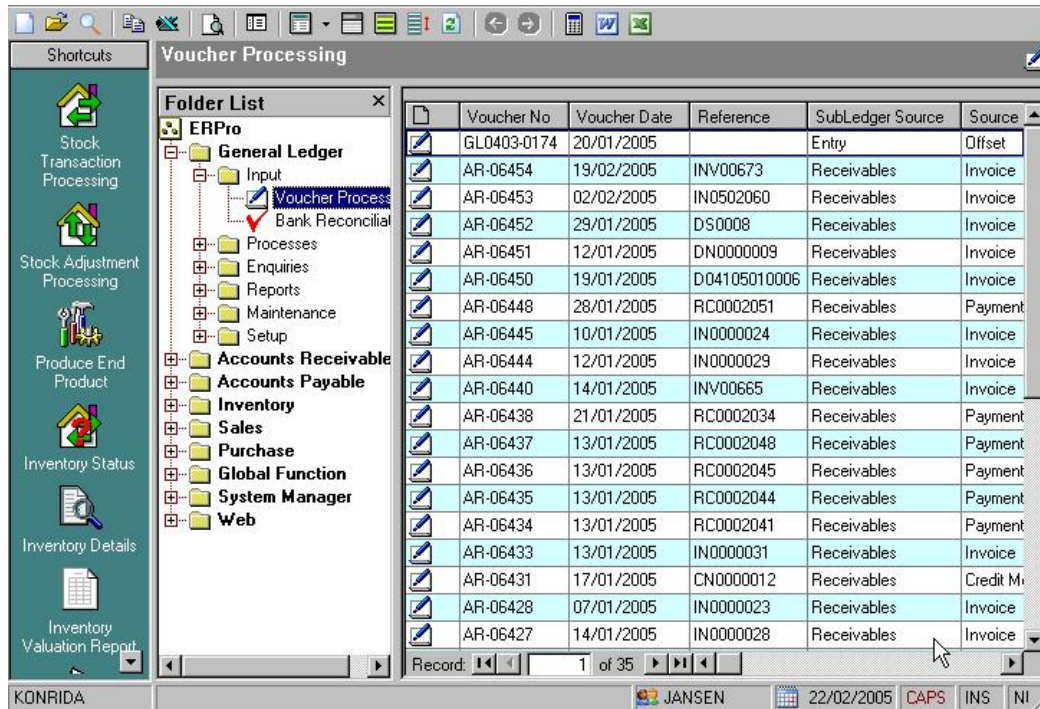 Shortcuts
Stock
Transaction
Processing
Stock Adjustment
Processing
Produce End
Product
Inventory Status
Inventory Details
Inventory
Valuation Report
Voucher Processing
Folder List ×
ERPro
General Ledger
Input
Voucher Process
Bank Reconcilia
Processes
Enquiries
Reports
Maintenance
Setup
Accounts Receivable
Accounts Payable
Inventory
Sales
Purchase
Global Function
System Manager
Web
Voucher No Voucher Date Reference SubLedger Source Source
GL0403-0174 20/01/2005 Entry Offset
AR-06454 19/02/2005 INV00673 Receivables Invoice
AR-06453 02/02/2005 IN0502060 Receivables Invoice
AR-06452 29/01/2005 DS0008 Receivables Invoice
AR-06451 12/01/2005 DN0000009 Receivables Invoice
AR-06450 19/01/2005 D04105010006 Receivables Invoice
AR-06448 28/01/2005 RC0002051 Receivables Payment
AR-06445 10/01/2005 IN0000024 Receivables Invoice
AR-06444 12/01/2005 IN0000029 Receivables Invoice
AR-06440 14/01/2005 INV00665 Receivables Invoice
AR-06438 21/01/2005 RC0002034 Receivables Payment
AR-06437 13/01/2005 RC0002048 Receivables Payment
AR-06436 13/01/2005 RC0002045 Receivables Payment
AR-06435 13/01/2005 RC0002044 Receivables Payment
AR-06434 13/01/2005 RC0002041 Receivables Payment
AR-06433 13/01/2005 IN0000031 Receivables Invoice
AR-06431 17/01/2005 CN0000012 Receivables Credit M
AR-06428 07/01/2005 IN0000023 Receivables Invoice
AR-06427 14/01/2005 IN0000028 Receivables Invoice
Record: 1 of 35
KONRIDA JANSEN 22/02/2005 CAPS INS NU